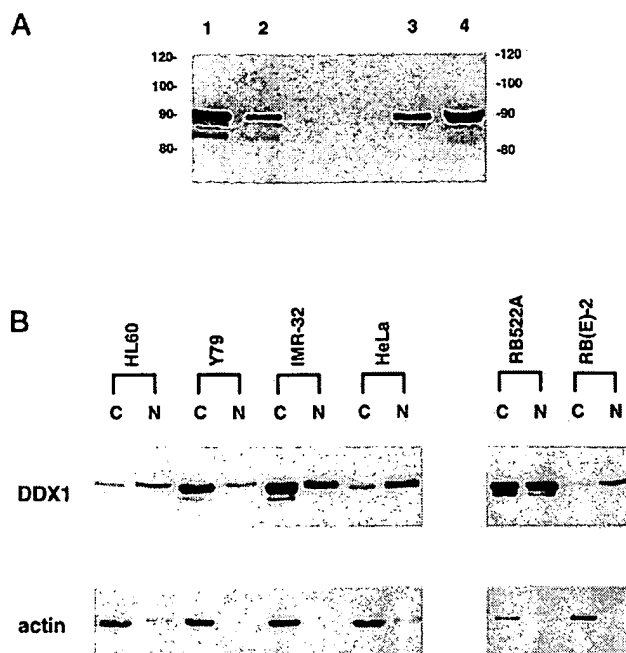 A
1 2 3 4
120- -120
100- -100
90- -90
80- -80
B
HL60 Y79 IMR-32 HeLa RB522A RB(E)-2
C N C N C N C N C N C N
DDX1
actin